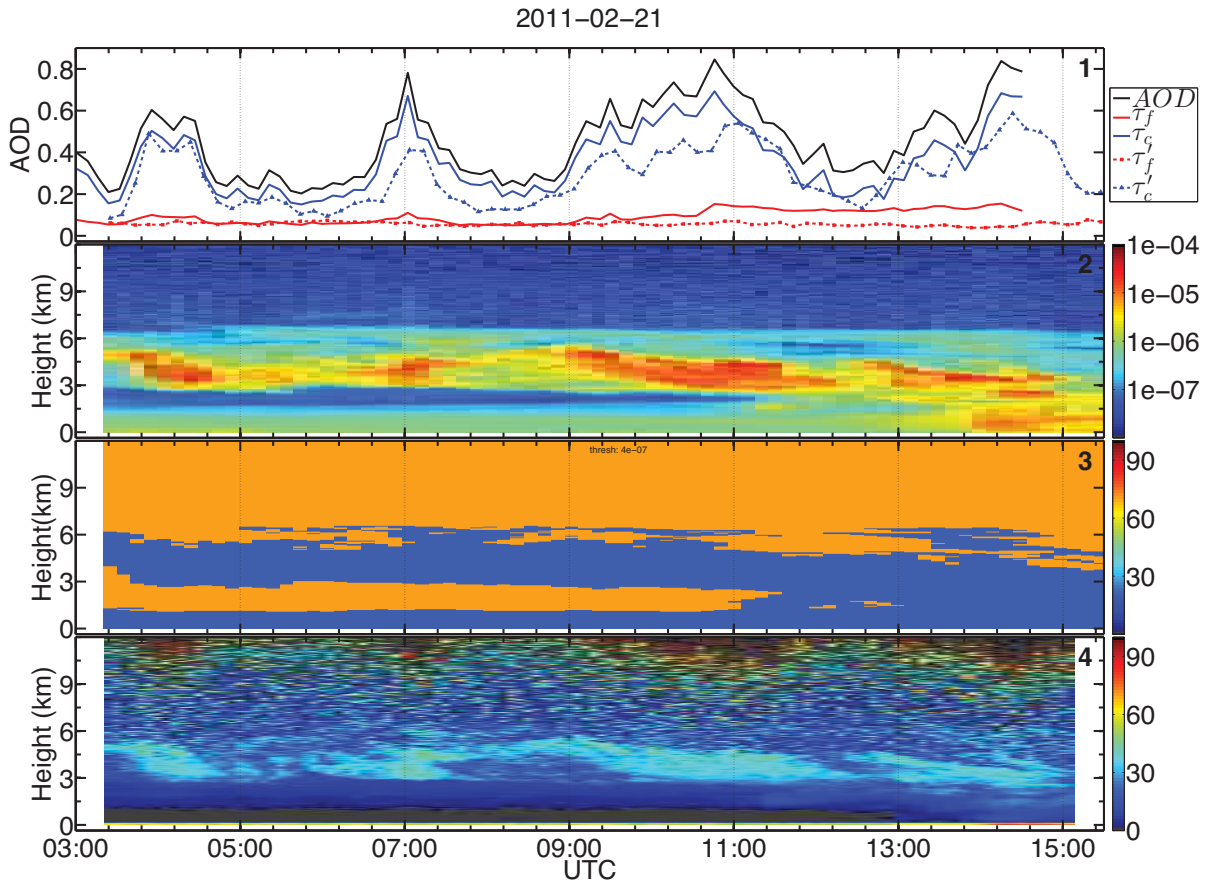 2011-02-21
1
AOD
0.8
0.6
0.4
0.2
0
AOD
τf
τc
τ'f
τ'c
2
Height (km)
9
6
3
0
1e-04
1e-05
1e-06
1e-07
thresh: 4e-07
3
Height(km)
9
6
3
0
90
60
30
4
Height (km)
9
6
3
0
90
60
30
0
03:00 05:00 07:00 09:00 11:00 13:00 15:00
UTC